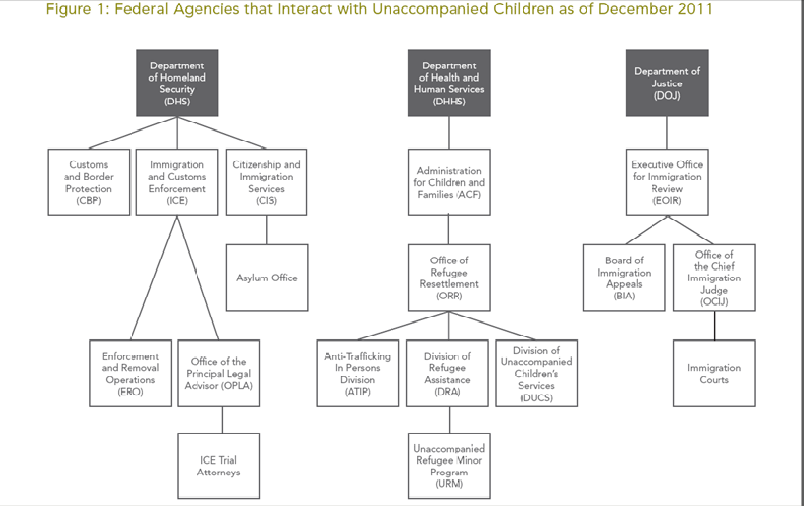 Figure 1: Federal Agencies that Interact with Unaccompanied Children as of December 2011
Department
of Homeland
Security
(DHS)
Department
of Health and
Human Services
(DHHS)
Department of
Justice
(DOJ)
Customs
and Border
Protection
(CBP)
Immigration
and Customs
Enforcement
(ICE)
Citizenship and
Immigration
Services
(CIS)
Administration
for Children and
Families (ACF)
Executive Office
for Immigration
Review
(EOIR)
Asylum Office
Office of
Refugee
Resettlement
(ORR)
Board of
Immigration
Appeals
(BIA)
Office of
the Chief
Immigration
Judge
(OCIJ)
Enforcement
and Removal
Operations
(ERO)
Office of the
Principal Legal
Advisor (OPLA)
Anti-Trafficking
In Persons
Division
(ATIP)
Division of
Refugee
Assistance
(DRA)
Division of
Unaccompanied
Children's
Services
(DUCS)
Immigration
Courts
ICE Trial
Attorneys
Unaccompanied
Refugee Minor
Program
(URM)